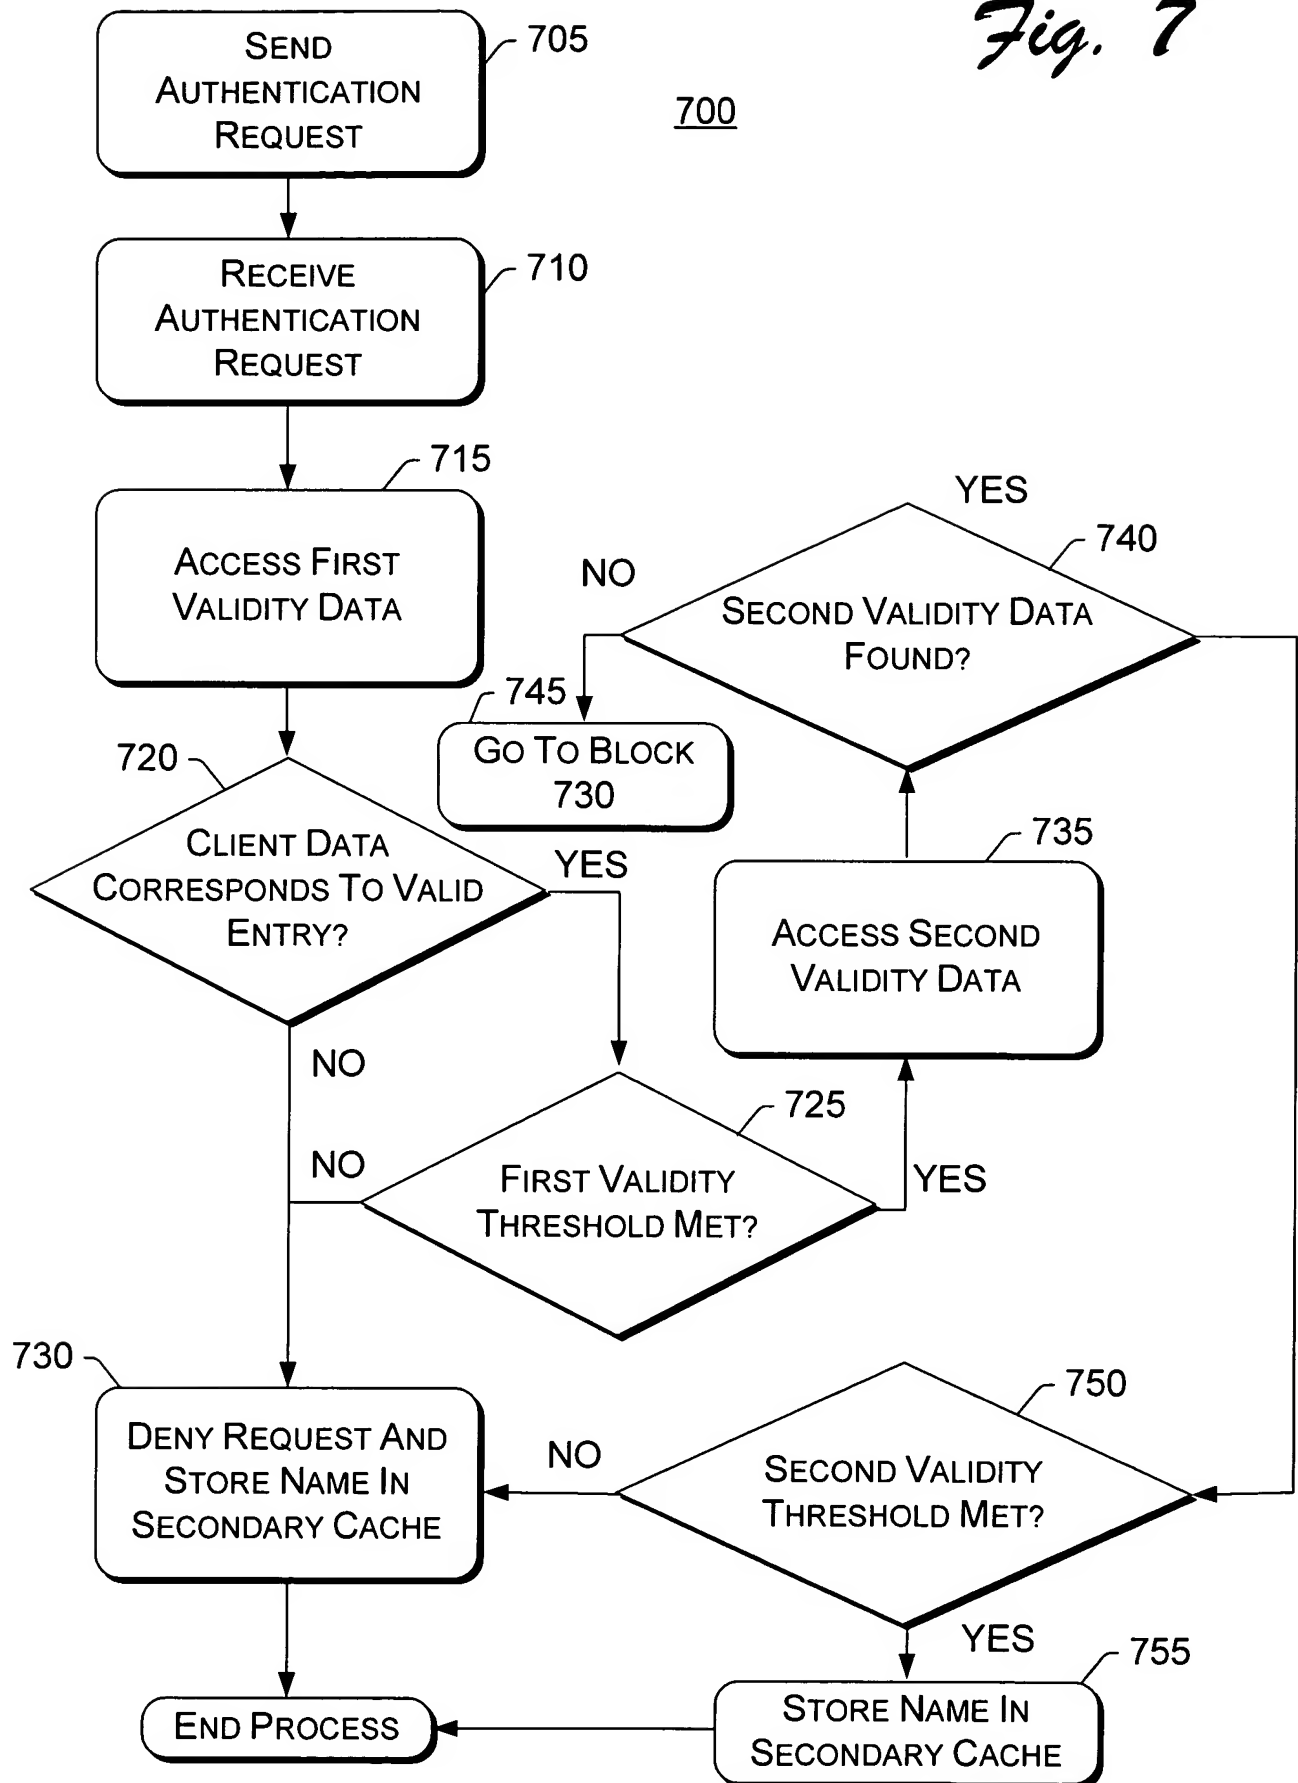 Fig. 7
700
SEND
AUTHENTICATION
REQUEST
705
RECEIVE
AUTHENTICATION
REQUEST
710
715
ACCESS FIRST
VALIDITY DATA
720
CLIENT DATA
CORRESPONDS TO VALID
ENTRY?
YES
NO
725
FIRST VALIDITY
THRESHOLD MET?
NO
YES
735
ACCESS SECOND
VALIDITY DATA
740
SECOND VALIDITY DATA
FOUND?
YES
NO
745
GO TO BLOCK
730
730
DENY REQUEST AND
STORE NAME IN
SECONDARY CACHE
750
SECOND VALIDITY
THRESHOLD MET?
NO
YES
755
STORE NAME IN
SECONDARY CACHE
END PROCESS